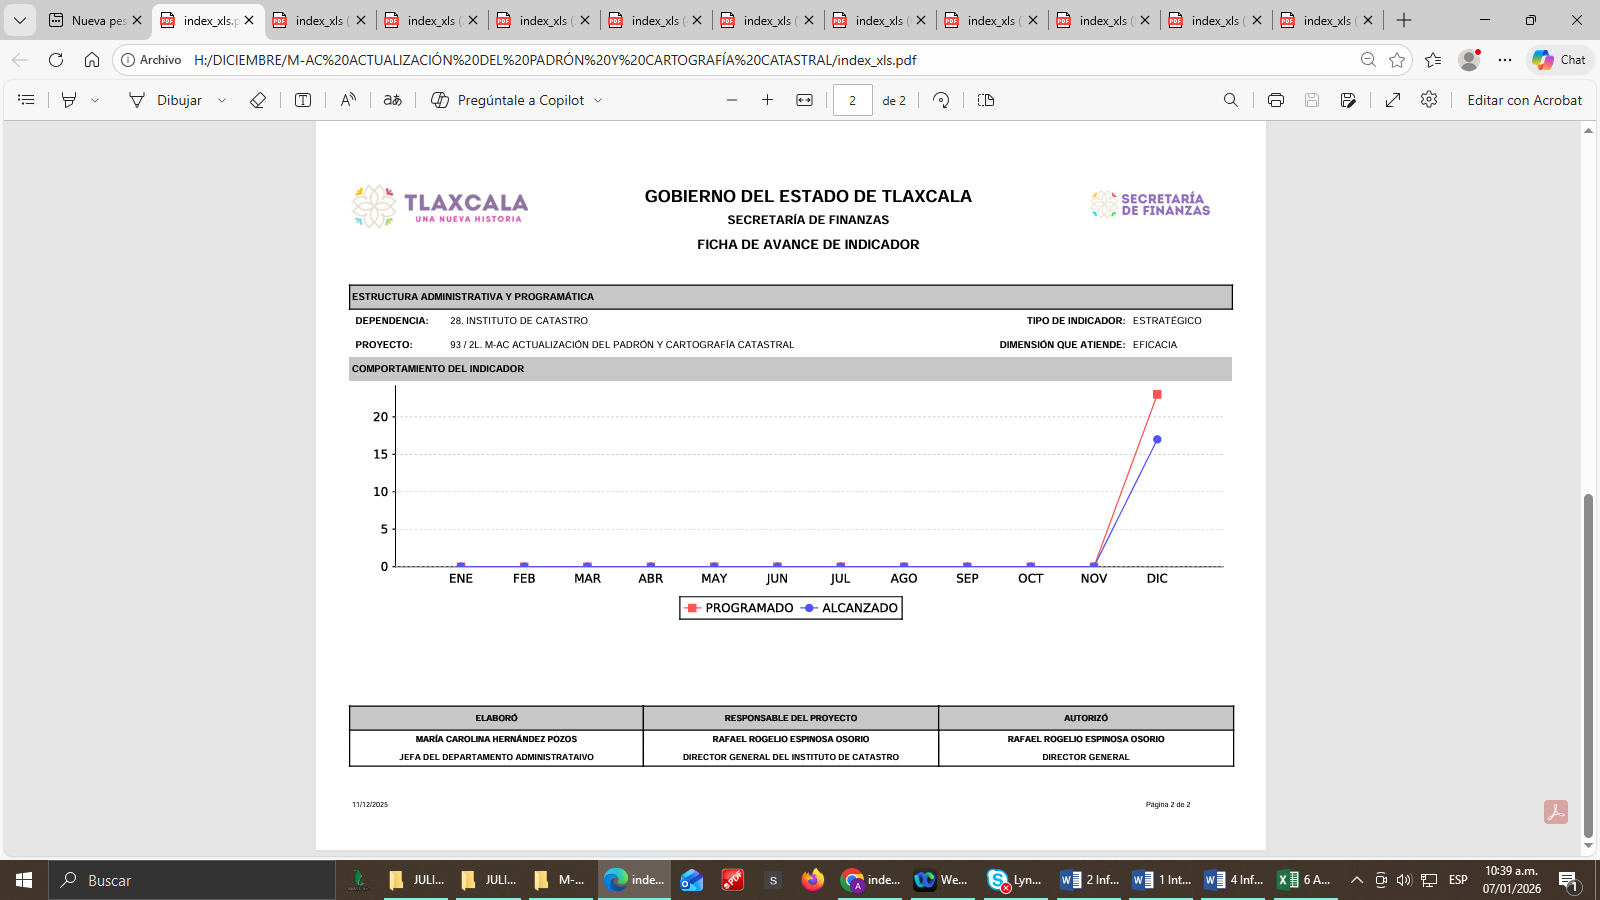 Nueva pes
index_xls.p
index_xls (
index_xls (
index_xls (
index_xls (
index_xls (
index_xls (
index_xls (
index_xls (
index_xls (
index_xls (
Archivo
H:/DICIEMBRE/M-AC%20ACTUALIZACIÓN%20DEL%20PADRÓN%20Y%20CARTOGRAFÍA%20CATASTRAL/index_xls.pdf
Chat
Dibujar
Pregúntale a Copilot
2
de 2
Editar con Acrobat
TLAXCALA
UNA NUEVA HISTORIA
GOBIERNO DEL ESTADO DE TLAXCALA
SECRETARÍA DE FINANZAS
FICHA DE AVANCE DE INDICADOR
SECRETARÍA
DE FINANZAS
ESTRUCTURA ADMINISTRATIVA Y PROGRAMÁTICA
DEPENDENCIA: 28. INSTITUTO DE CATASTRO TIPO DE INDICADOR: ESTRATÉGICO
PROYECTO: 93 / 2L. M-AC ACTUALIZACIÓN DEL PADRÓN Y CARTOGRAFÍA CATASTRAL DIMENSIÓN QUE ATIENDE: EFICACIA
COMPORTAMIENTO DEL INDICADOR
20
15
10
5
0
ENE FEB MAR ABR MAY JUN JUL AGO SEP OCT NOV DIC
PROGRAMADO ALCANZADO
ELABORÓ RESPONSABLE DEL PROYECTO AUTORIZÓ
MARÍA CAROLINA HERNÁNDEZ POZOS RAFAEL ROGELIO ESPINOSA OSORIO RAFAEL ROGELIO ESPINOSA OSORIO
JEFA DEL DEPARTAMENTO ADMINISTRATAIVO DIRECTOR GENERAL DEL INSTITUTO DE CATASTRO DIRECTOR GENERAL
11/12/2025 Página 2 de 2
Buscar
JULI...
JULI...
M-...
inde...
inde...
We...
Lyn...
2 Inf...
1 Int...
4 Inf...
6 A...
ESP
10:39 a.m.
07/01/2026
1